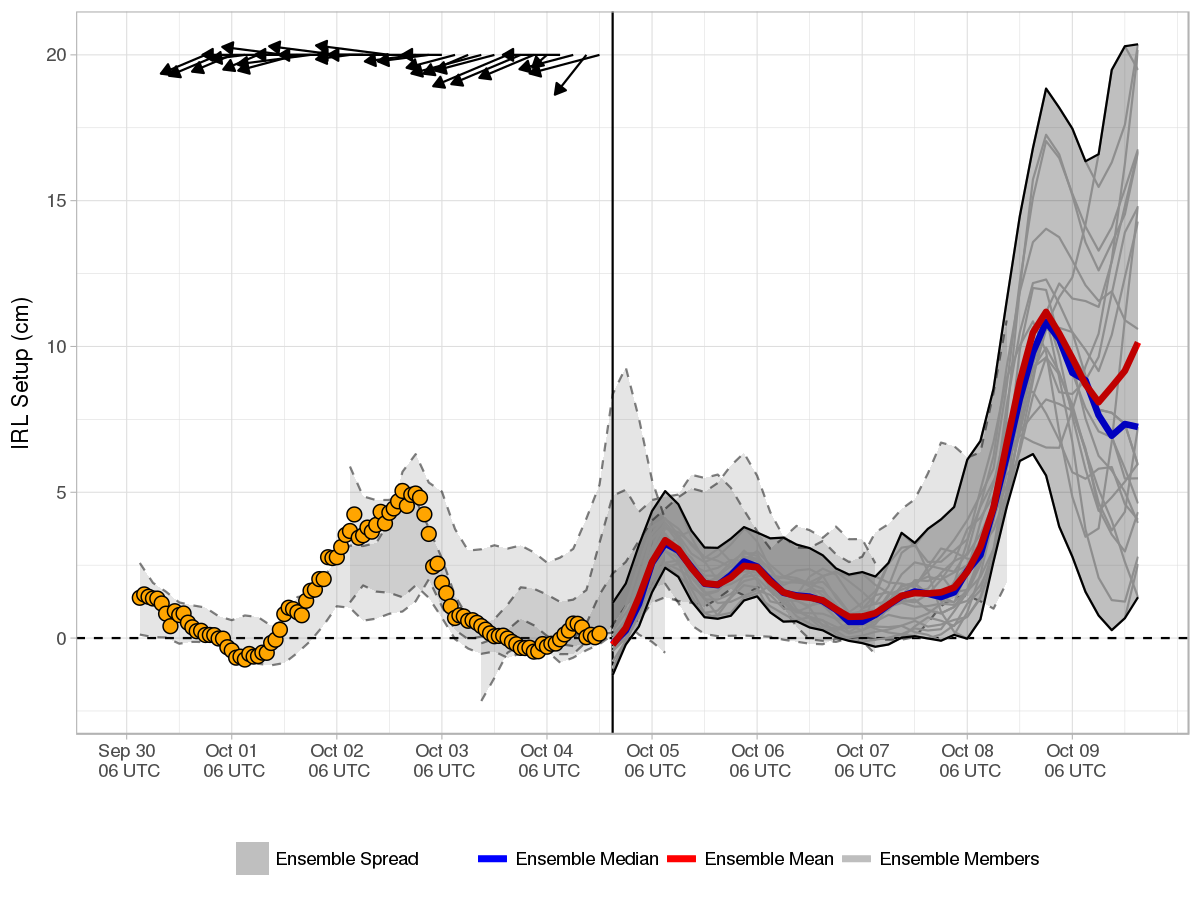 20
15
10
5
0
IRL Setup (cm)
Sep 30 Oct 01 Oct 02 Oct 03 Oct 04 Oct 05 Oct 06 Oct 07 Oct 08 Oct 09
06 UTC 06 UTC 06 UTC 06 UTC 06 UTC 06 UTC 06 UTC 06 UTC 06 UTC 06 UTC
Ensemble Spread Ensemble Median Ensemble Mean Ensemble Members